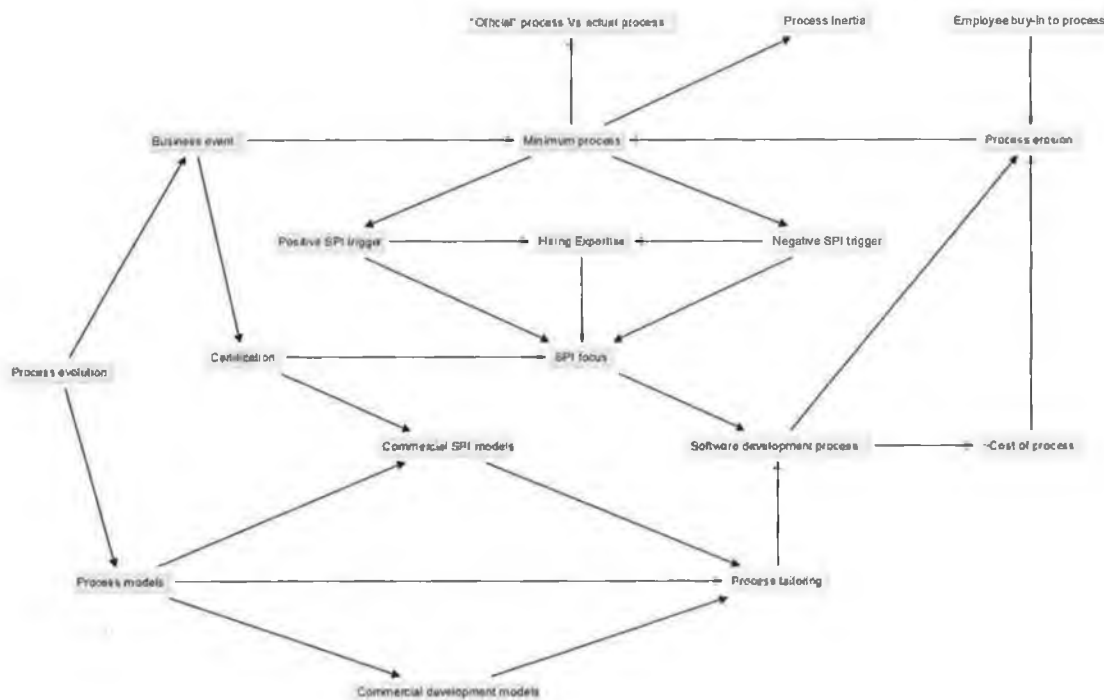 "Official" process Vs actual process
Process Inertia
Employee buy-in to process
Business event
Minimum process
Process erosion
Positive SPI trigger
Hiring Expertise
Negative SPI trigger
Process evolution
Certification
SPI focus
Commercial SPI models
Software development process
~Cost of process
Process models
Process tailoring
Commercial development models